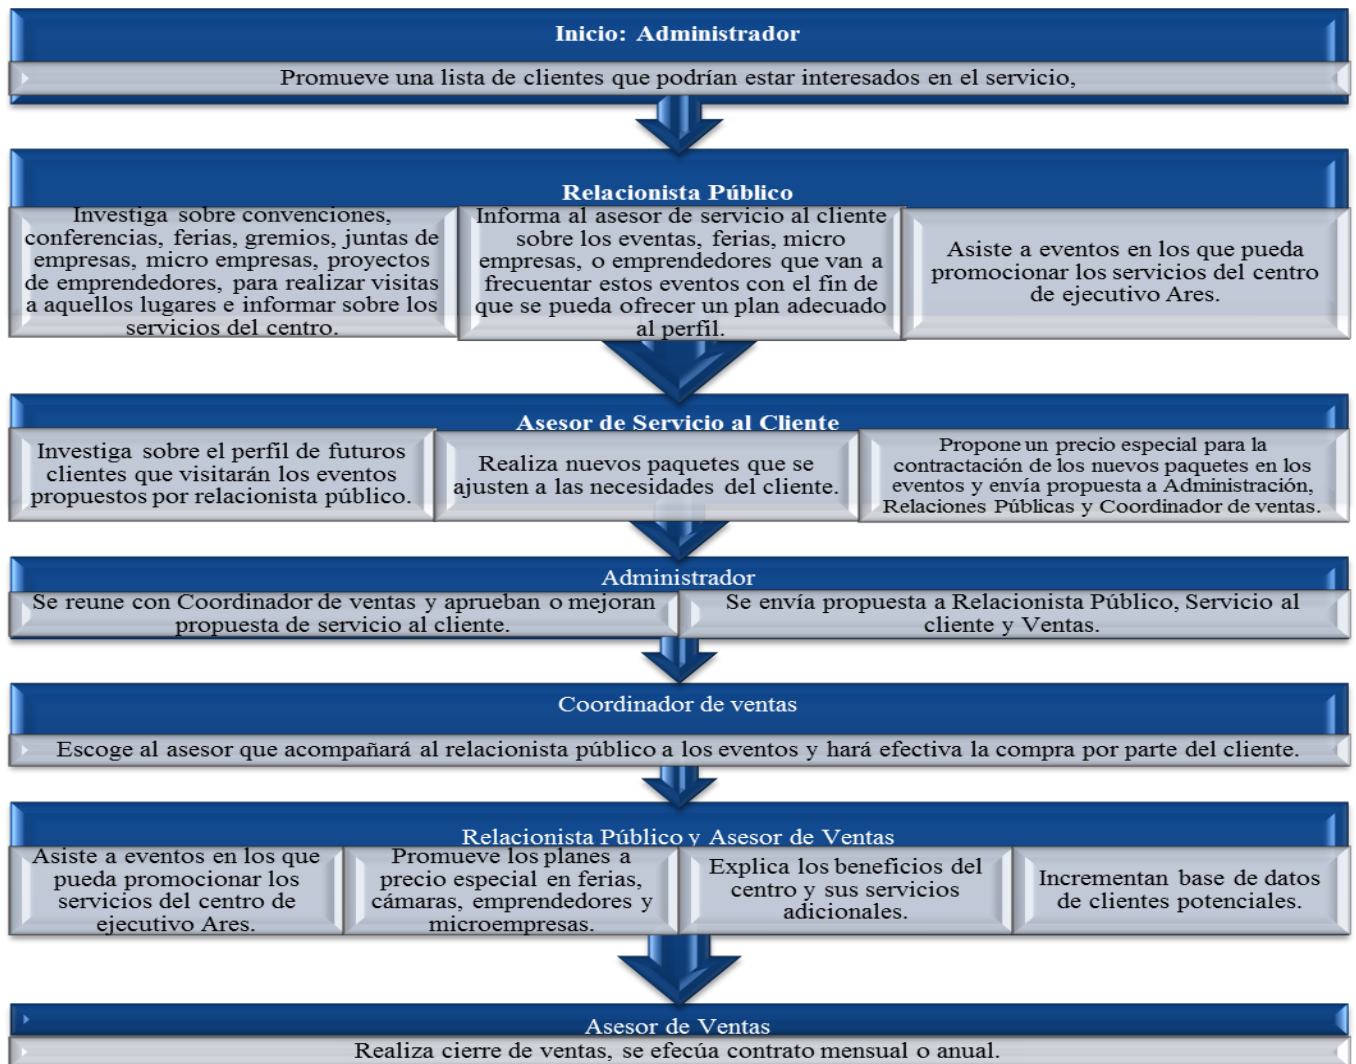 Inicio: Administrador
Promueve una lista de clientes que podrían estar interesados en el servicio,
Relacionista Público
Investiga sobre convenciones,
conferencias, ferias, gremios, juntas de
empresas, micro empresas, proyectos
de emprendedores, para realizar visitas
a aquellos lugares e informar sobre los
servicios del centro.
Informa al asesor de servicio al cliente
sobre los eventas, ferias, micro
empresas, o emprendedores que van a
frecuentar estos eventos con el fin de
que se pueda ofrecer un plan adecuado
al perfil.
Asiste a eventos en los que pueda
promocionar los servicios del centro
de ejecutivo Ares.
Asesor de Servicio al Cliente
Investiga sobre el perfil de futuros
clientes que visitarán los eventos
propuestos por relacionista público.
Realiza nuevos paquetes que se
ajusten a las necesidades del cliente.
Propone un precio especial para la
contractación de los nuevos paquetes en los
eventos y envía propuesta a Administración,
Relaciones Públicas y Coordinador de ventas.
Administrador
Se reune con Coordinador de ventas y aprueban o mejoran
propuesta de servicio al cliente.
Se envía propuesta a Relacionista Público, Servicio al
cliente y Ventas.
Coordinador de ventas
Escoge al asesor que acompañará al relacionista público a los eventos y hará efectiva la compra por parte del cliente.
Relacionista Público y Asesor de Ventas
Asiste a eventos en los que
pueda promocionar los
servicios del centro de
ejecutivo Ares.
Promueve los planes a
precio especial en ferias,
cámaras, emprendedores y
microempresas.
Explica los beneficios del
centro y sus servicios
adicionales.
Incrementan base de datos
de clientes potenciales.
Asesor de Ventas
Realiza cierre de ventas, se efecúa contrato mensual o anual.